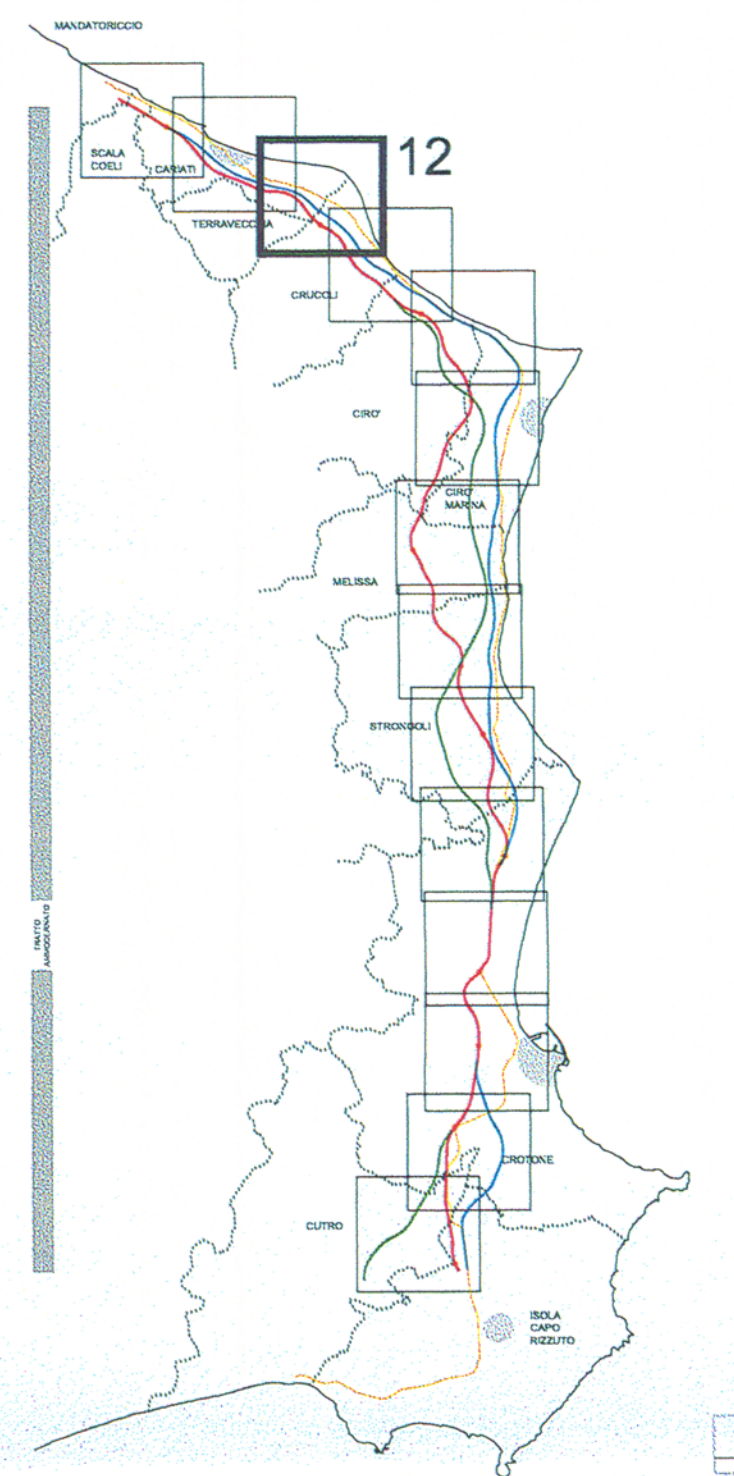 MANDATORICCIO
12
SCALA
COELI
CARIATI
TERRAVECCHIA
CRUCOLI
CIRO'
CIRO'
MARINA
MELISSA
STRONGOLI
TRATTO
AMMODERNATO
CROTONE
CUTRO
ISOLA
CAPO
RIZZUTO